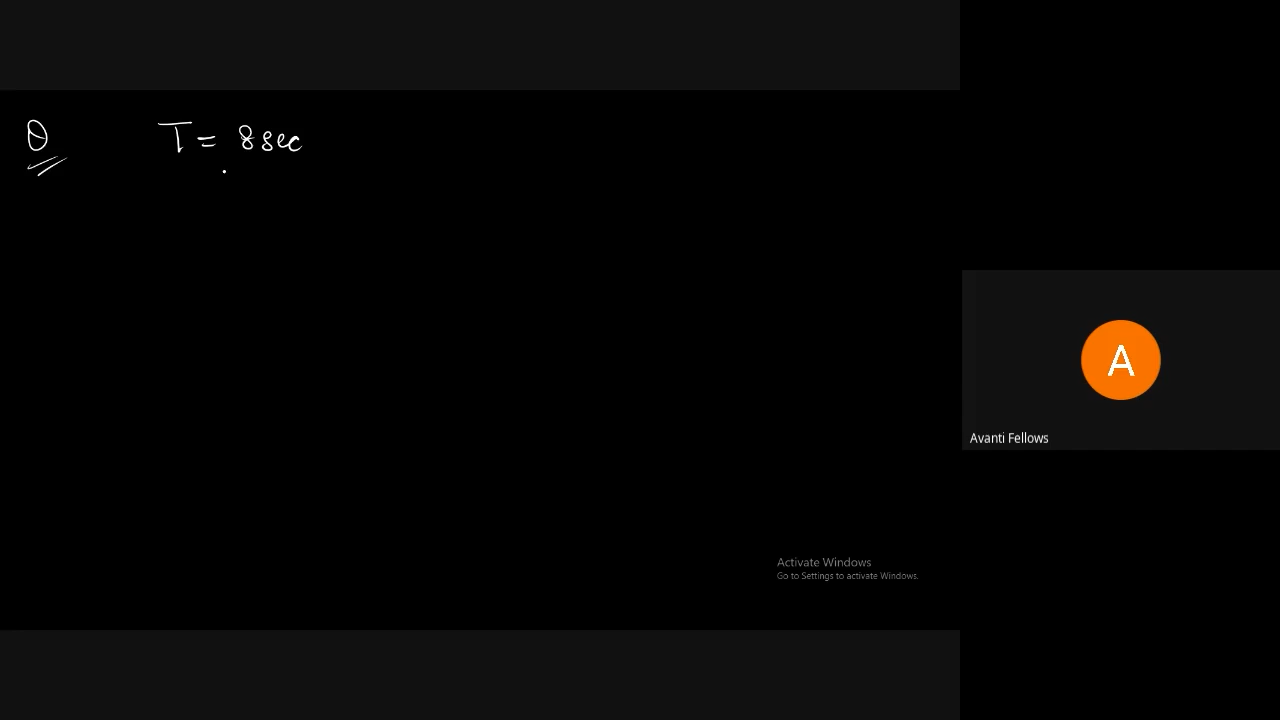 Q T = 8 sec
A
Avanti Fellows
Activate Windows
Go to Settings to activate Windows.